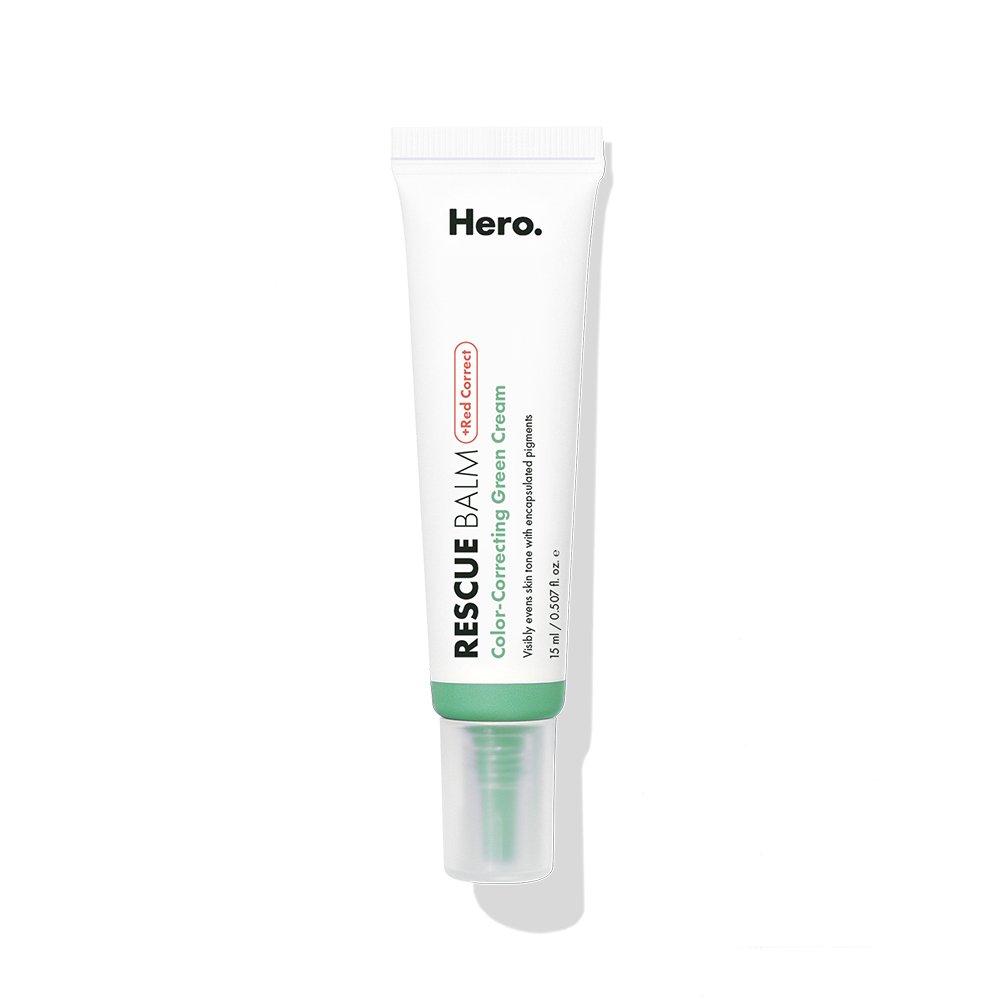 Hero.
RESCUE BALM +Red Correct
Color-Correcting Green Cream
Visibly evens skin tone with encapsulated pigments
15 ml / 0.507 fl. oz. ℮